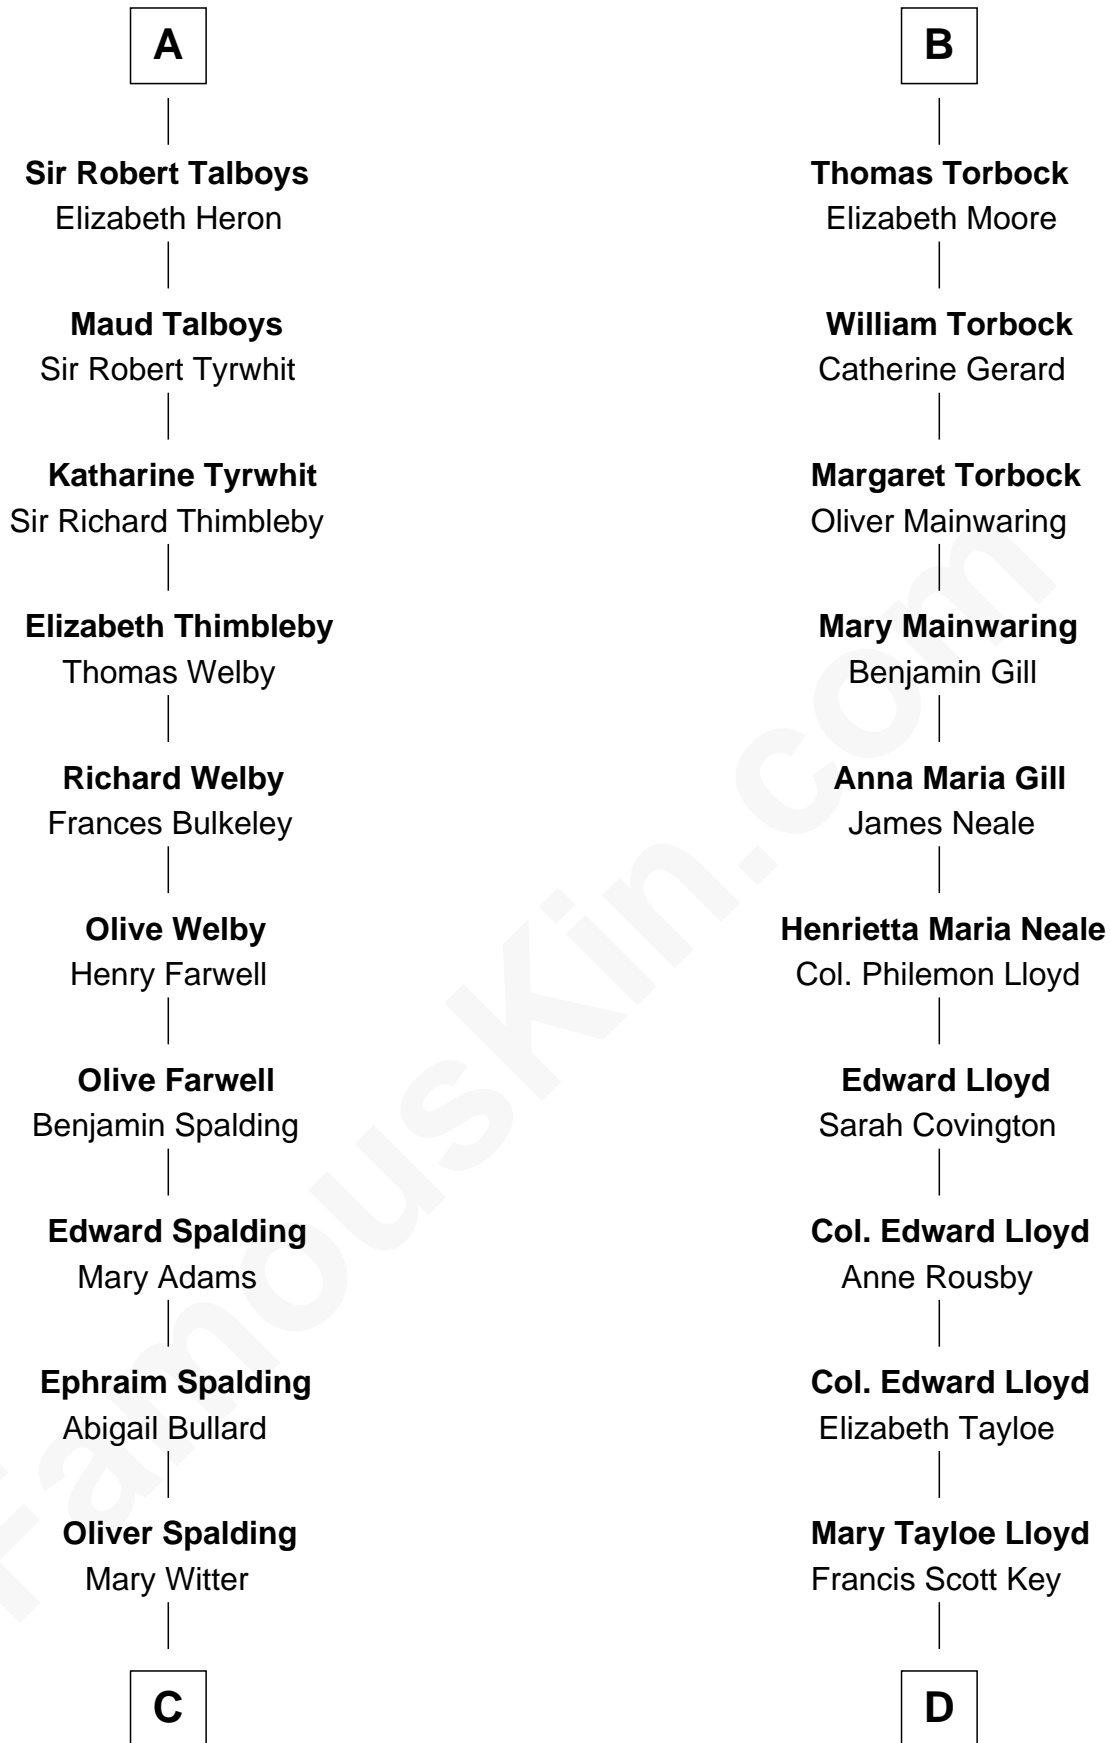 A
Sir Robert Talboys
Elizabeth Heron
Maud Talboys
Sir Robert Tyrwhit
Katharine Tyrwhit
Sir Richard Thimbleby
Elizabeth Thimbleby
Thomas Welby
Richard Welby
Frances Bulkeley
Olive Welby
Henry Farwell
Olive Farwell
Benjamin Spalding
Edward Spalding
Mary Adams
Ephraim Spalding
Abigail Bullard
Oliver Spalding
Mary Witter
C
B
Thomas Torbock
Elizabeth Moore
William Torbock
Catherine Gerard
Margaret Torbock
Oliver Mainwaring
Mary Mainwaring
Benjamin Gill
Anna Maria Gill
James Neale
Henrietta Maria Neale
Col. Philemon Lloyd
Edward Lloyd
Sarah Covington
Col. Edward Lloyd
Anne Rousby
Col. Edward Lloyd
Elizabeth Tayloe
Mary Tayloe Lloyd
Francis Scott Key
D
FamousKin.com